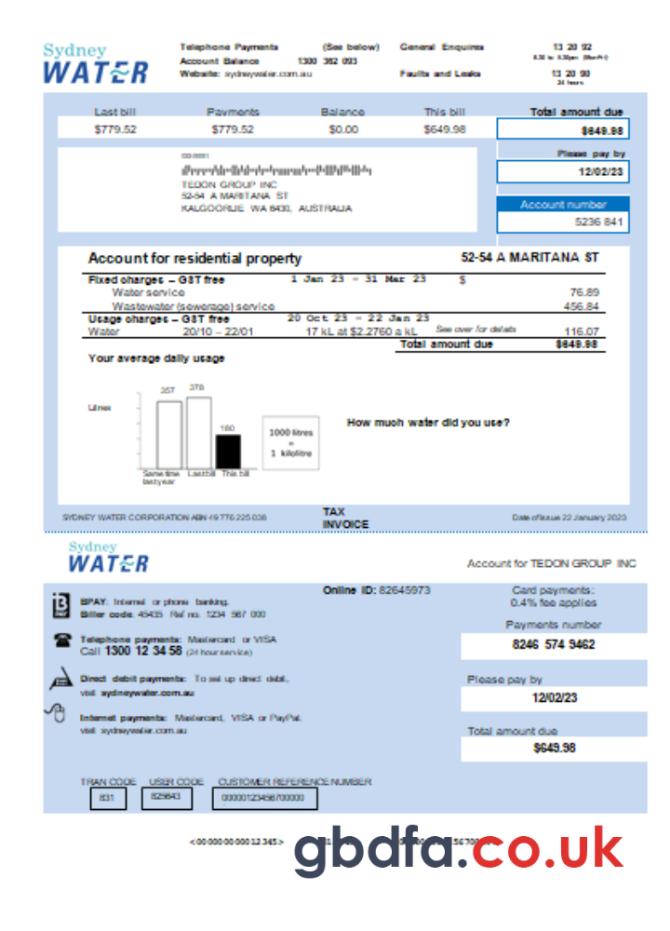 Sydney
WATER
Telephone Payments (See below) General Enquires 13 20 92
Account Balance 1300 362 093
Website: sydneywater.com.au Faults and Leaks 13 20 90
24 hours
Last bill Payments Balance This bill Total amount due
$779.52 $779.52 $0.00 $649.98 $649.98
Please pay by
12/02/23
TEDON GROUP INC
52-54 A MARITANA ST
KALGOORLIE WA 6430, AUSTRALIA
Account number
5236 841
Account for residential property 52-54 A MARITANA ST
Fixed charges – GST free 1 Jan 23 – 31 Mar 23 $
Water service 76.89
Wastewater (sewerage) service 456.84
Usage charges – GST free 20 Oct 23 – 22 Jan 23
Water 20/10 – 22/01 17 kL at $2.2760 a kL See over for details 116.07
Total amount due $649.98
Your average daily usage
Litres
357 378 180
Same time last year Last bill This bill
1000 litres
=
1 kilolitre
How much water did you use?
SYDNEY WATER CORPORATION ABN 49 776 225 038 TAX INVOICE Date of issue 22 January 2023
Sydney
WATER
Account for TEDON GROUP INC
Online ID: 82645973
Card payments:
0.4% fee applies
BPAY: Internet or phone banking.
Biller code. 45435 Ref no. 1234 567 000
Payments number
8246 574 9462
Telephone payments: Mastercard or VISA
Call 1300 12 34 58 (24 hour service)
Direct debit payments: To set up direct debit,
visit sydneywater.com.au
Please pay by
12/02/23
Internet payments: Mastercard, VISA or PayPal.
visit sydneywater.com.au
Total amount due
$649.98
TRAN CODE USER CODE CUSTOMER REFERENCE NUMBER
831 825643 00000123456700000
<000000000012345>
gbdfa.co.uk